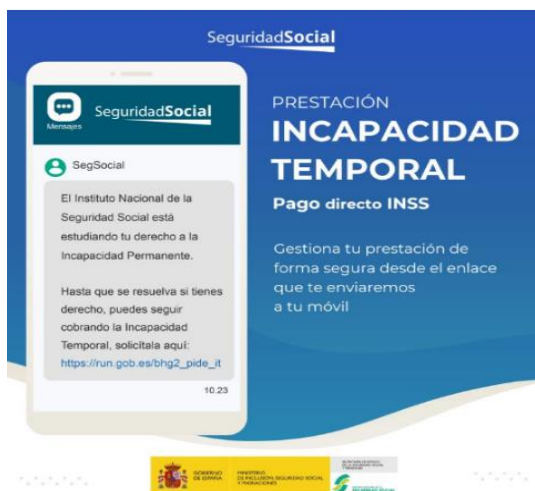 SeguridadSocial
Mensajes
SeguridadSocial
SegSocial
El Instituto Nacional de la
Seguridad Social está
estudiando tu derecho a la
Incapacidad Permanente.
Hasta que se resuelva si tienes
derecho, puedes seguir
cobrando la Incapacidad
Temporal, solicítala aquí:
https://run.gob.es/bhg2_pide_it
10.23
PRESTACIÓN
INCAPACIDAD
TEMPORAL
Pago directo INSS
Gestiona tu prestación de
forma segura desde el enlace
que te enviaremos
a tu móvil
GOBIERNO
DE ESPAÑA
MINISTERIO
DE INCLUSIÓN, SEGURIDAD SOCIAL
Y MIGRACIONES